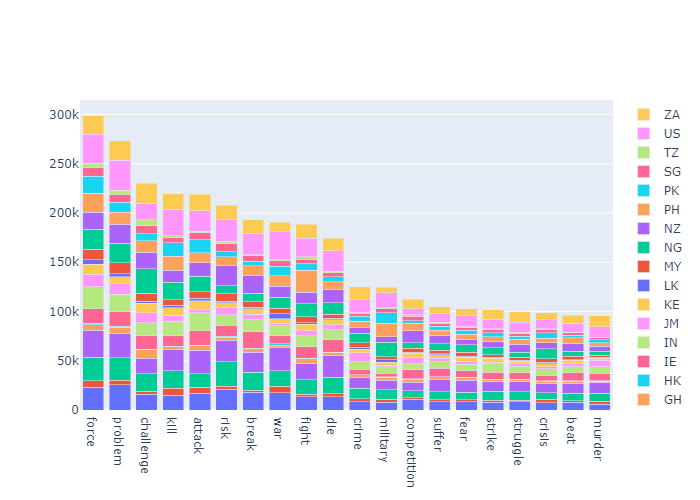 300k
250k
200k
150k
100k
50k
0
force
problem
challenge
kill
attack
risk
break
war
fight
die
crime
military
competition
suffer
fear
strike
struggle
crisis
beat
murder
ZA
US
TZ
SG
PK
PH
NZ
NG
MY
LK
KE
JM
IN
IE
HK
GH